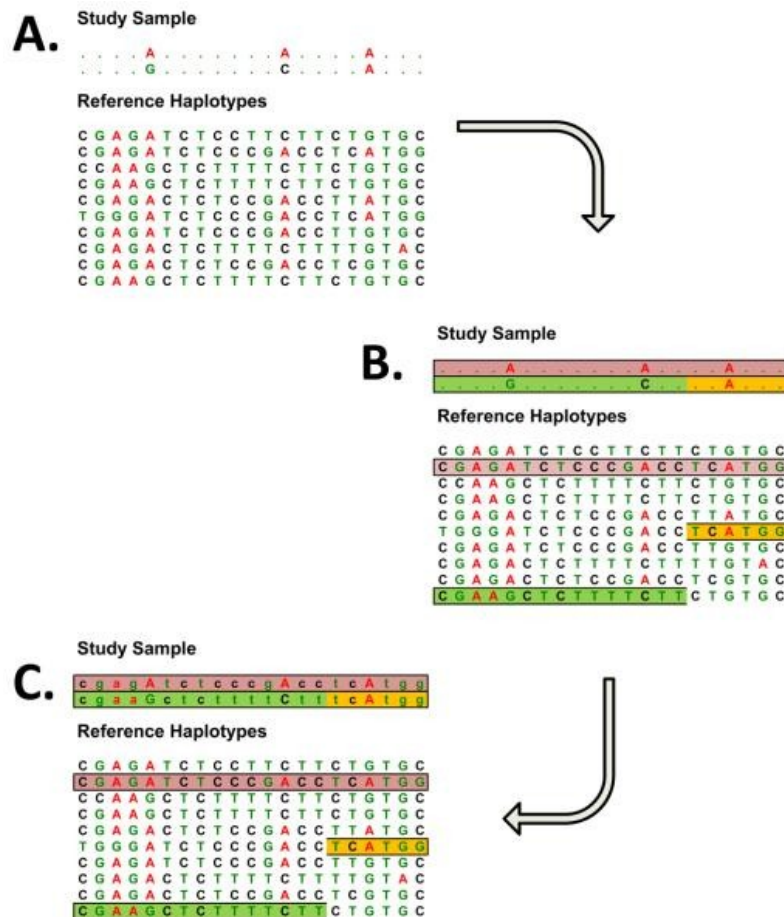 A.
Study Sample
. . . . A . . . . . . . A . . . . A . . .
. . . . G . . . . . . . C . . . . A . . .
Reference Haplotypes
C G A G A T C T C C T T C T T C T G T G C
C G A G A T C T C C C G A C C T C A T G G
C C A A G C T C T T T T C T T C T G T G C
C G A A G C T C T T T T C T T C T G T G C
C G A G A C T C T C C G A C C T T A T G C
T G G G A T C T C C C G A C C T C A T G G
C G A G A T C T C C C G A C C T T G T G C
C G A G A C T C T T T T C T T T T G T A C
C G A G A C T C T C C G A C C T C G T G C
C G A A G C T C T T T T C T T C T G T G C
B.
Study Sample
. . . . A . . . . . . . A . . . . A . . .
. . . . G . . . . . . . C . . . . A . . .
Reference Haplotypes
C G A G A T C T C C T T C T T C T G T G C
C G A G A T C T C C C G A C C T C A T G G
C C A A G C T C T T T T C T T C T G T G C
C G A A G C T C T T T T C T T C T G T G C
C G A G A C T C T C C G A C C T T A T G C
T G G G A T C T C C C G A C C T C A T G G
C G A G A T C T C C C G A C C T T G T G C
C G A G A C T C T T T T C T T T T G T A C
C G A G A C T C T C C G A C C T C G T G C
C G A A G C T C T T T T C T T C T G T G C
C.
Study Sample
c g a g A t c t c c c g A c c t c A t g g
c g a a G c t c t t t t C t t t c A t g g
Reference Haplotypes
C G A G A T C T C C T T C T T C T G T G C
C G A G A T C T C C C G A C C T C A T G G
C C A A G C T C T T T T C T T C T G T G C
C G A A G C T C T T T T C T T C T G T G C
C G A G A C T C T C C G A C C T T A T G C
T G G G A T C T C C C G A C C T C A T G G
C G A G A T C T C C C G A C C T T G T G C
C G A G A C T C T T T T C T T T T G T A C
C G A G A C T C T C C G A C C T C G T G C
C G A A G C T C T T T T C T T C T G T G C